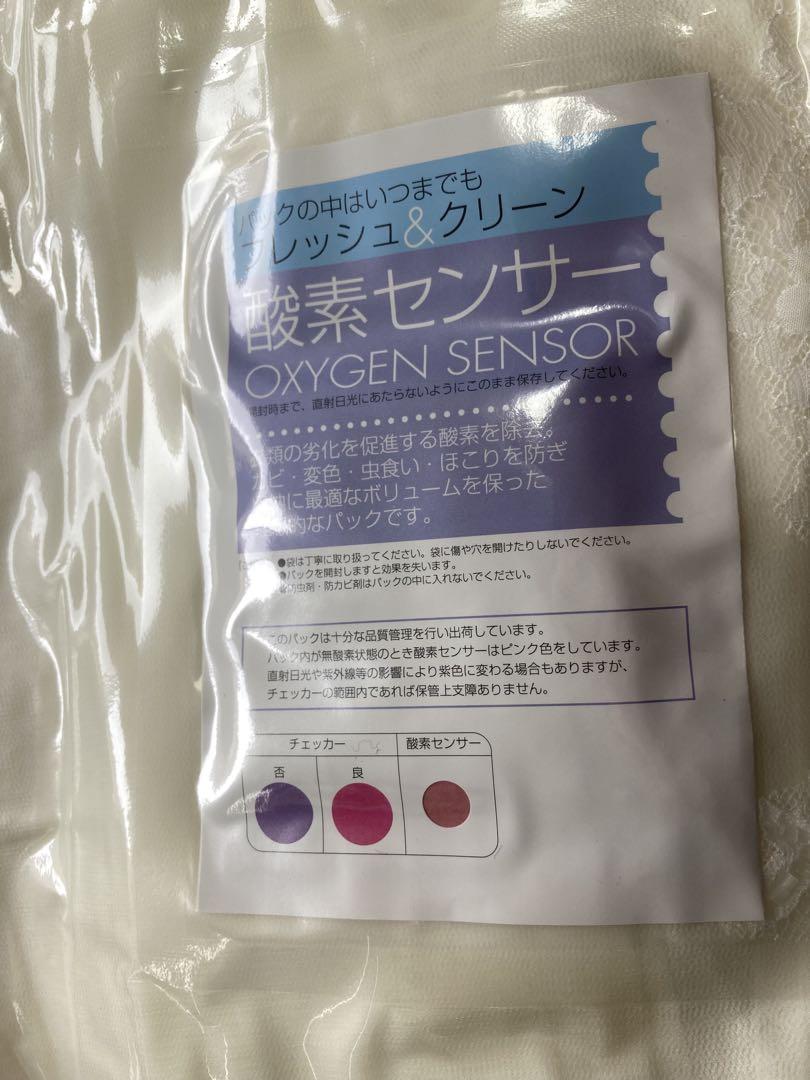 パックの中はいつまでも
フレッシュ&クリーン
酸素センサー
OXYGEN SENSOR
開封時まで、直射日光にあたらないようにこのまま保存してください。
類の劣化を促進する酸素を除去。
カビ・変色・虫食い・ほこりを防ぎ
に最適なボリュームを保った
的なパックです。
●袋は丁寧に取り扱ってください。袋に傷や穴を開けたりしないでください。
●パックを開封しますと効果を失います。
防虫剤・防カビ剤はパックの中に入れないでください。
このパックは十分な品質管理を行い出荷しています。
パック内が無酸素状態のとき酸素センサーはピンク色をしています。
直射日光や紫外線等の影響により紫色に変わる場合もありますが、
チェッカーの範囲内であれば保管上支障ありません。
チェッカー 酸素センサー
否 良